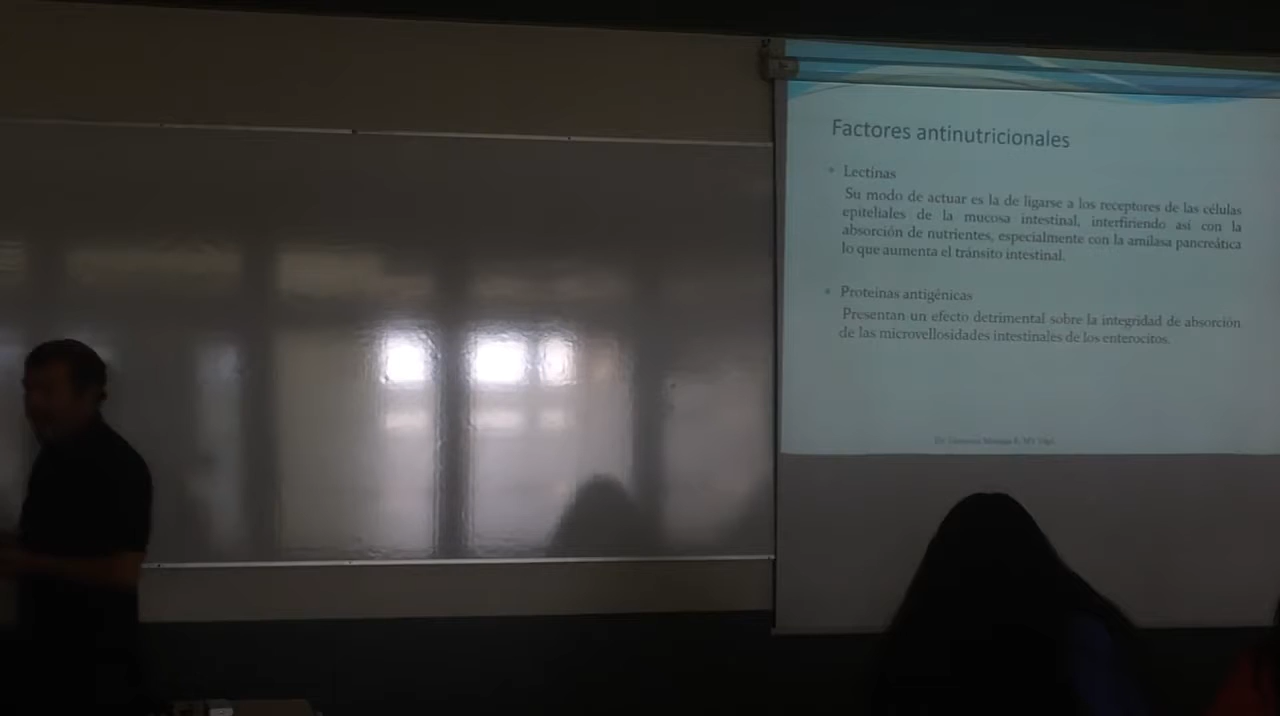 Factores antinutricionales
Lectinas
Su modo de actuar es la de ligarse a los receptores de las células
epiteliales de la mucosa intestinal, interfiriendo así con la
absorción de nutrientes, especialmente con la amilasa pancreática
lo que aumenta el tránsito intestinal.
Proteínas antigénicas
Presentan un efecto detrimental sobre la integridad de absorción
de las microvellosidades intestinales de los enterocitos.